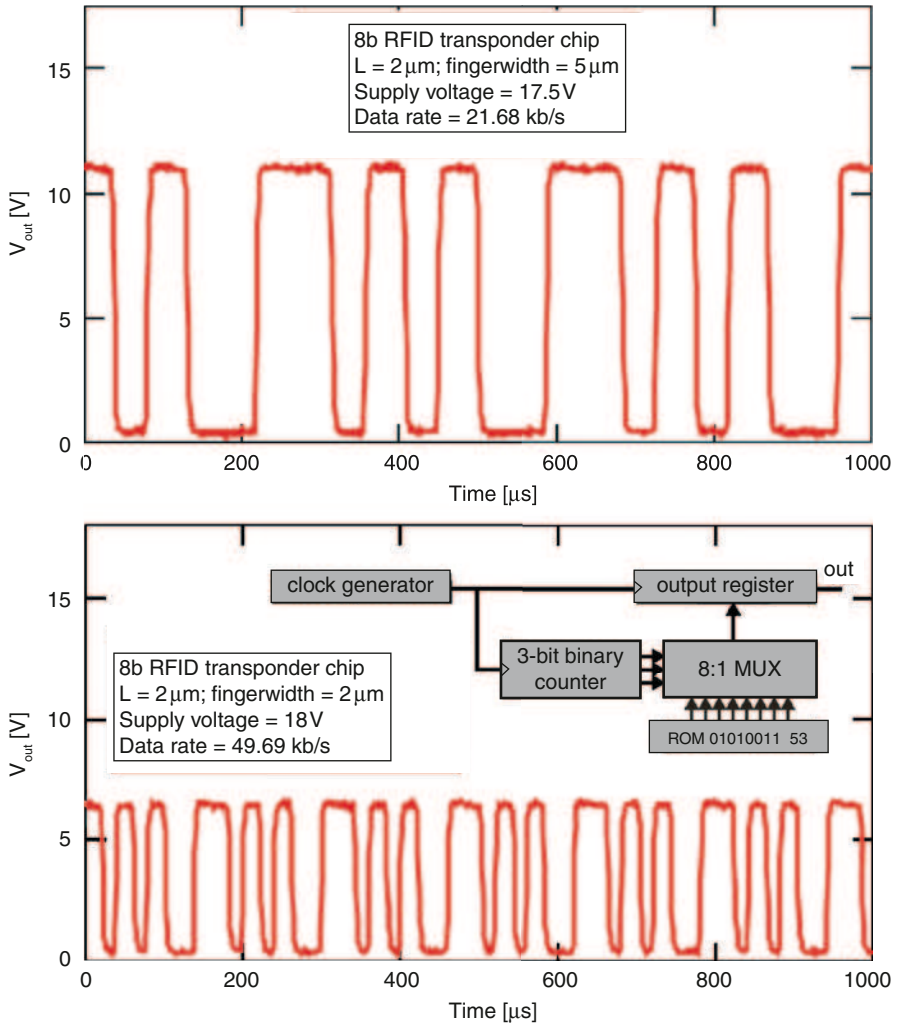 8b RFID transponder chip
L = 2 μm; fingerwidth = 5 μm
Supply voltage = 17.5 V
Data rate = 21.68 kb/s
15
10
5
0
Vout [V]
0 200 400 600 800 1000
Time [μs]
clock generator
output register
out
3-bit binary
counter
8:1 MUX
ROM 01010011 53
8b RFID transponder chip
L = 2 μm; fingerwidth = 2 μm
Supply voltage = 18 V
Data rate = 49.69 kb/s
15
10
5
0
Vout [V]
0 200 400 600 800 1000
Time [μs]